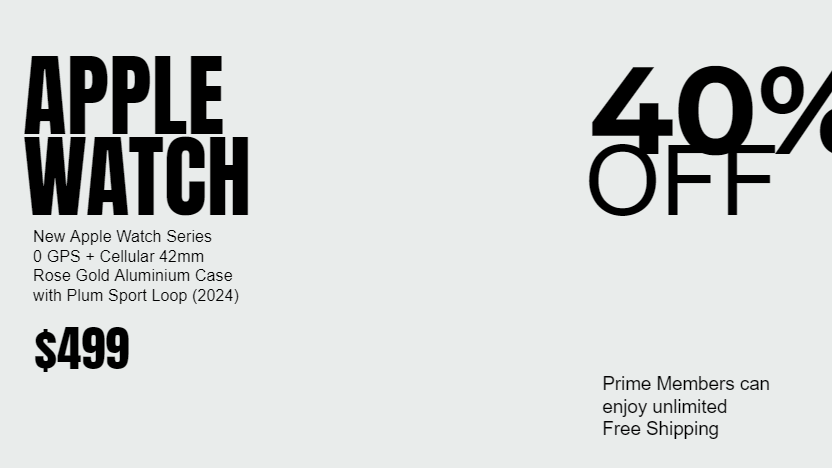 APPLE
WATCH
New Apple Watch Series
0 GPS + Cellular 42mm
Rose Gold Aluminium Case
with Plum Sport Loop (2024)
$499
40%
OFF
Prime Members can
enjoy unlimited
Free Shipping